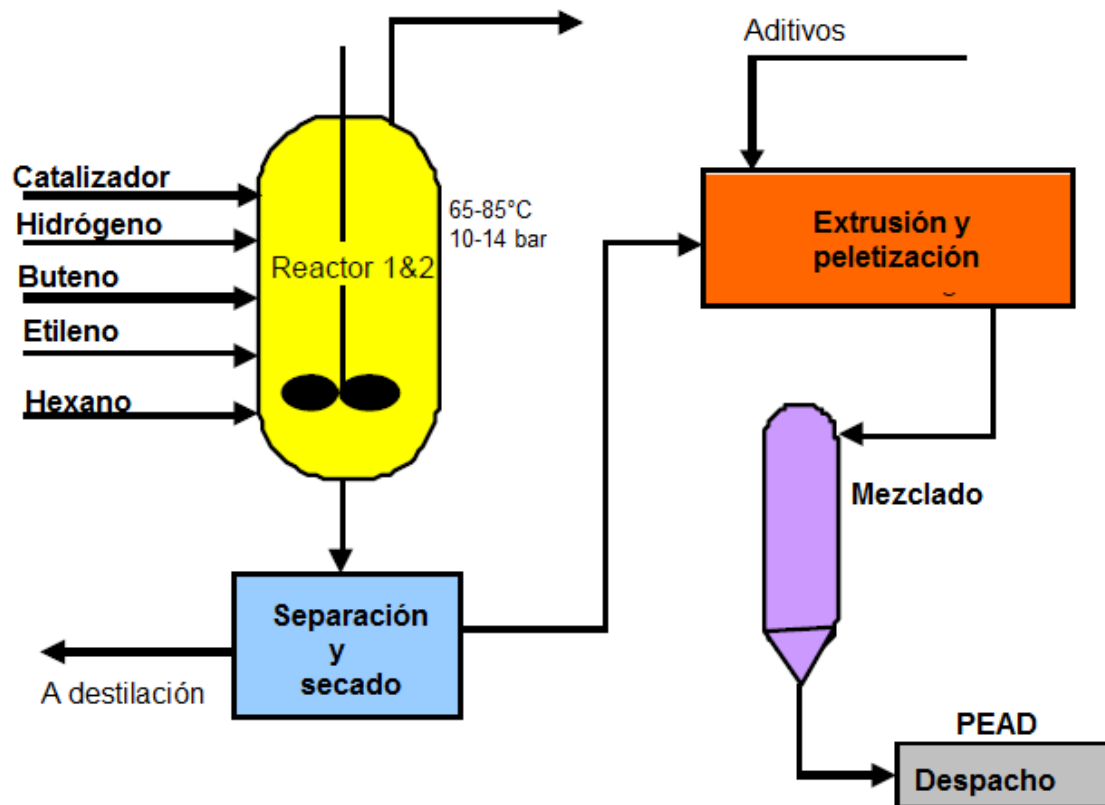 Aditivos
Catalizador
Hidrógeno
Buteno
Etileno
Hexano
65-85°C
10-14 bar
Reactor 1&2
Extrusión y
peletización
Mezclado
Separación
y
secado
A destilación
PEAD
Despacho